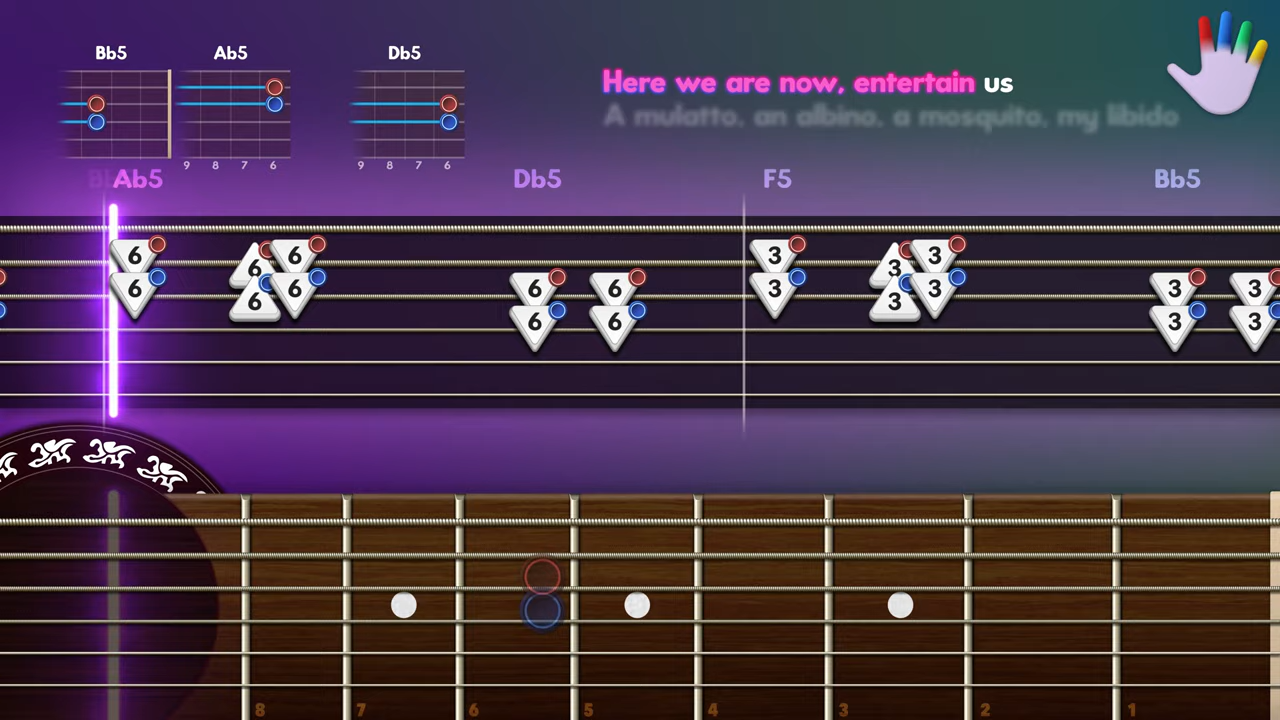 Bb5 Ab5 Db5
Here we are now, entertain us
A mulatto, an albino, a mosquito, my libido
9 8 7 6 9 8 7 6
Ab5 Db5 F5 Bb5
6 6 6 3 3 3
6 6 6 6 3 3 3 3 3
6 6 3 3
8 7 6 5 4 3 2 1